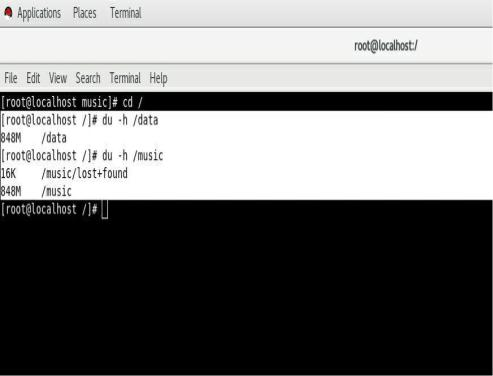 Applications Places Terminal
root@localhost:/
File Edit View Search Terminal Help
[root@localhost music]# cd /
[root@localhost /]# du -h /data
848M /data
[root@localhost /]# du -h /music
16K /music/lost+found
848M /music
[root@localhost /]#